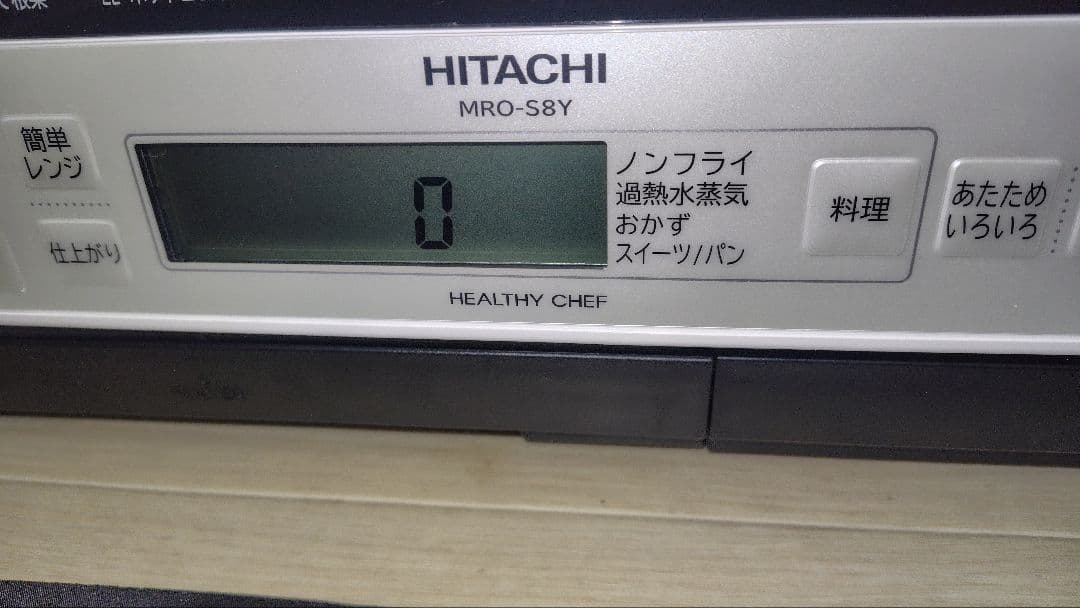 HITACHI
MRO-S8Y
簡単
レンジ
仕上がり
0
ノンフライ
過熱水蒸気
おかず
スイーツ/パン
料理
あたため
いろいろ
HEALTHY CHEF